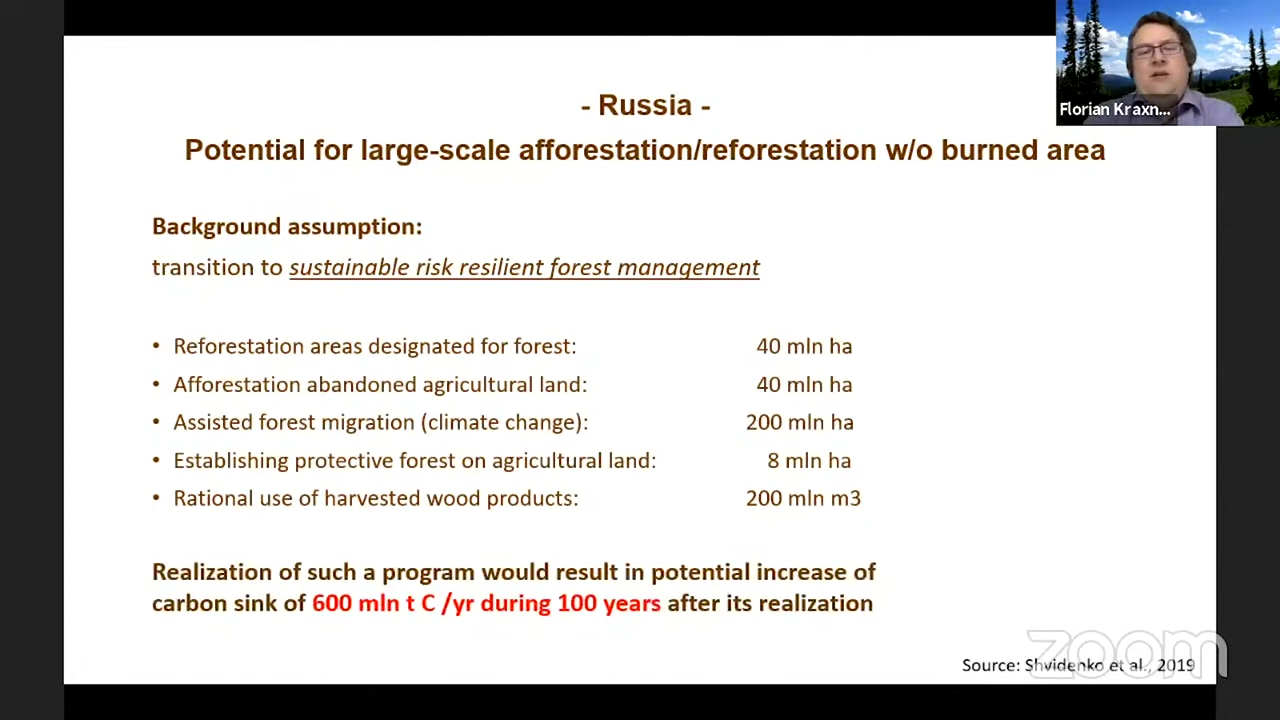 Florian Kraxn...
- Russia -
Potential for large-scale afforestation/reforestation w/o burned area
Background assumption:
transition to sustainable risk resilient forest management
• Reforestation areas designated for forest: 40 mln ha
• Afforestation abandoned agricultural land: 40 mln ha
• Assisted forest migration (climate change): 200 mln ha
• Establishing protective forest on agricultural land: 8 mln ha
• Rational use of harvested wood products: 200 mln m3
Realization of such a program would result in potential increase of
carbon sink of 600 mln t C /yr during 100 years after its realization
zoom
Source: Shvidenko et al., 2019